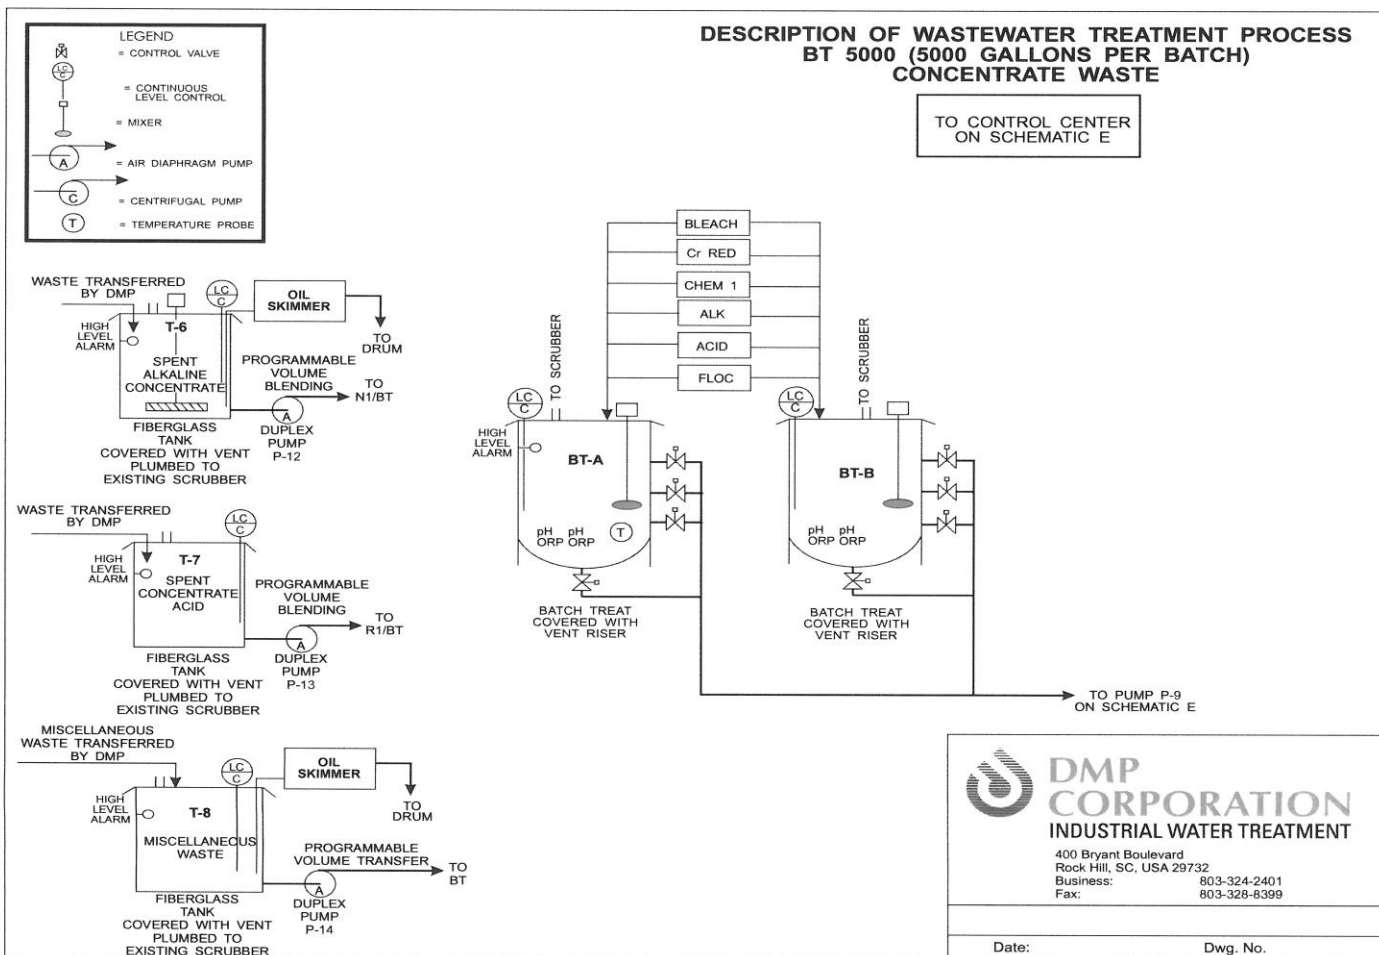 LEGEND
= CONTROL VALVE
LC
C
= CONTINUOUS
LEVEL CONTROL
= MIXER
A
= AIR DIAPHRAGM PUMP
C
= CENTRIFUGAL PUMP
T
= TEMPERATURE PROBE
DESCRIPTION OF WASTEWATER TREATMENT PROCESS
BT 5000 (5000 GALLONS PER BATCH)
CONCENTRATE WASTE
TO CONTROL CENTER
ON SCHEMATIC E
WASTE TRANSFERRED
BY DMP
LC
C
OIL
SKIMMER
TO
DRUM
HIGH
LEVEL
ALARM
T-6
SPENT
ALKALINE
CONCENTRATE
PROGRAMMABLE
VOLUME
BLENDING
TO
N1/BT
A
DUPLEX
PUMP
P-12
FIBERGLASS
TANK
COVERED WITH VENT
PLUMBED TO
EXISTING SCRUBBER
WASTE TRANSFERRED
BY DMP
LC
C
HIGH
LEVEL
ALARM
T-7
SPENT
CONCENTRATE
ACID
PROGRAMMABLE
VOLUME
BLENDING
TO
R1/BT
A
DUPLEX
PUMP
P-13
FIBERGLASS
TANK
COVERED WITH VENT
PLUMBED TO
EXISTING SCRUBBER
MISCELLANEOUS
WASTE TRANSFERRED
BY DMP
LC
C
OIL
SKIMMER
TO
DRUM
HIGH
LEVEL
ALARM
T-8
MISCELLANEOUS
WASTE
PROGRAMMABLE
VOLUME TRANSFER
TO
BT
A
DUPLEX
PUMP
P-14
FIBERGLASS
TANK
COVERED WITH VENT
PLUMBED TO
EXISTING SCRUBBER
BLEACH
Cr RED
CHEM 1
ALK
ACID
FLOC
LC
C
TO SCRUBBER
HIGH
LEVEL
ALARM
BT-A
pH pH
ORP ORP
T
BATCH TREAT
COVERED WITH
VENT RISER
LC
C
TO SCRUBBER
BT-B
pH pH
ORP ORP
BATCH TREAT
COVERED WITH
VENT RISER
TO PUMP P-9
ON SCHEMATIC E
DMP
CORPORATION
INDUSTRIAL WATER TREATMENT
400 Bryant Boulevard
Rock Hill, SC, USA 29732
Business: 803-324-2401
Fax: 803-328-8399
Date: Dwg. No.